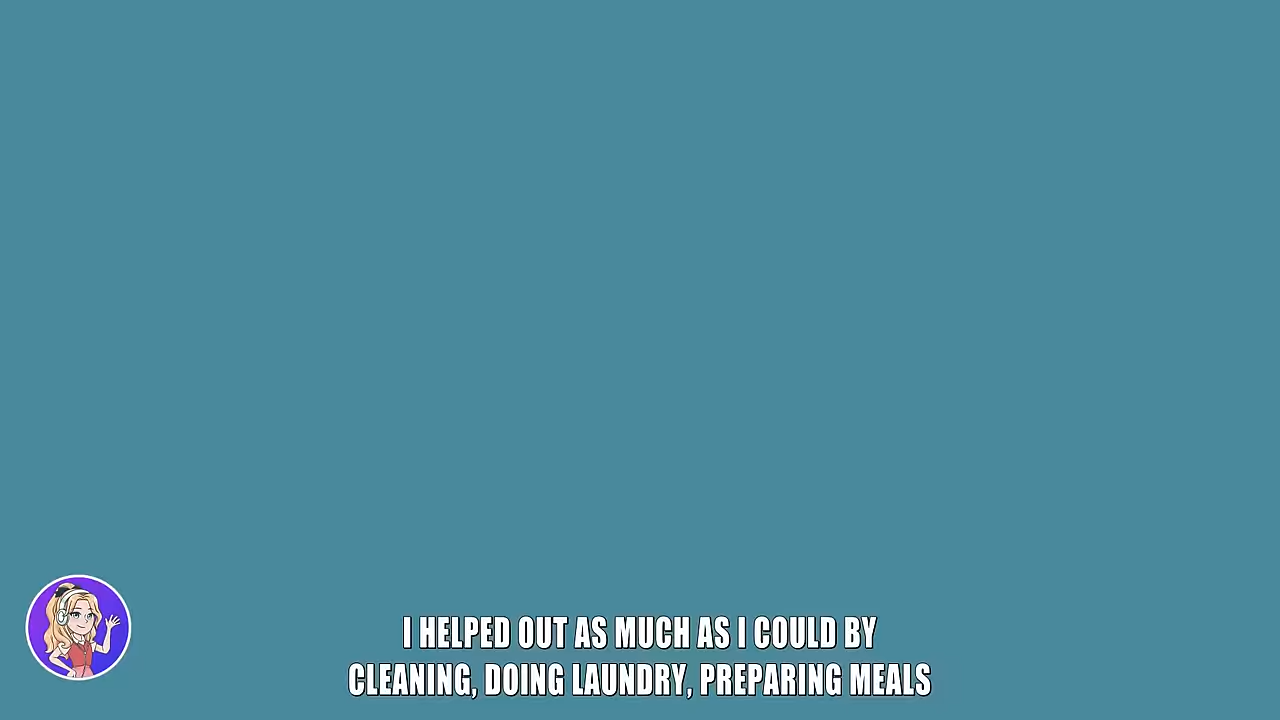 I HELPED OUT AS MUCH AS I COULD BY
CLEANING, DOING LAUNDRY, PREPARING MEALS